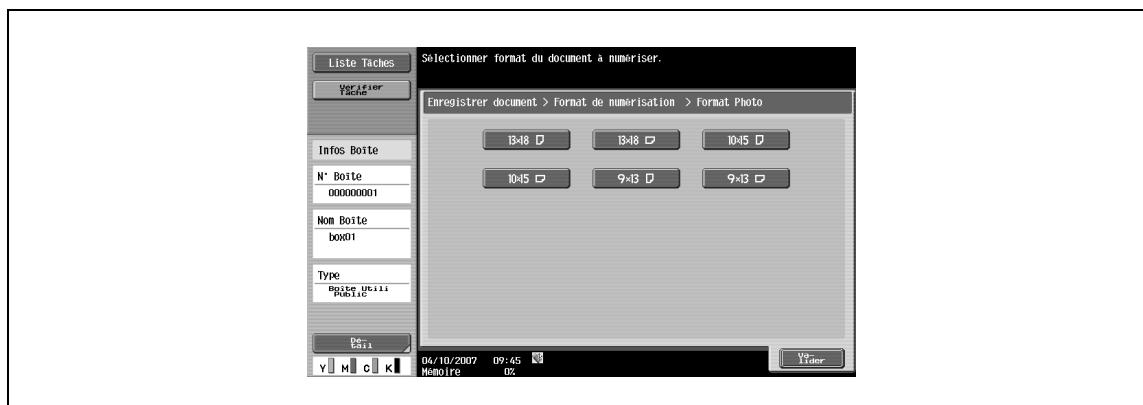 Liste Tâches
Vérifier
Tâche
Sélectionner format du document à numériser.
Enregistrer document > Format de numérisation > Format Photo
13×18
13×18
10×15
10×15
9×13
9×13
Infos Boîte
N° Boîte
000000001
Nom Boîte
box01
Type
Boîte Utili
Public
Dé-
tail
Y M C K
04/10/2007 09:45
Mémoire 0%
Va-
lider